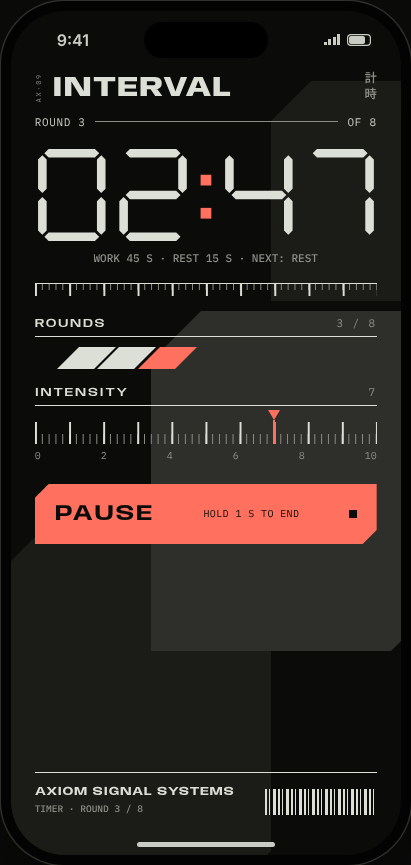 9:41
AX-09
INTERVAL
計時
ROUND 3
OF 8
02:47
WORK 45 S · REST 15 S · NEXT: REST
ROUNDS
3 / 8
INTENSITY
7
0 2 4 6 8 10
PAUSE
HOLD 1 S TO END
AXIOM SIGNAL SYSTEMS
TIMER · ROUND 3 / 8